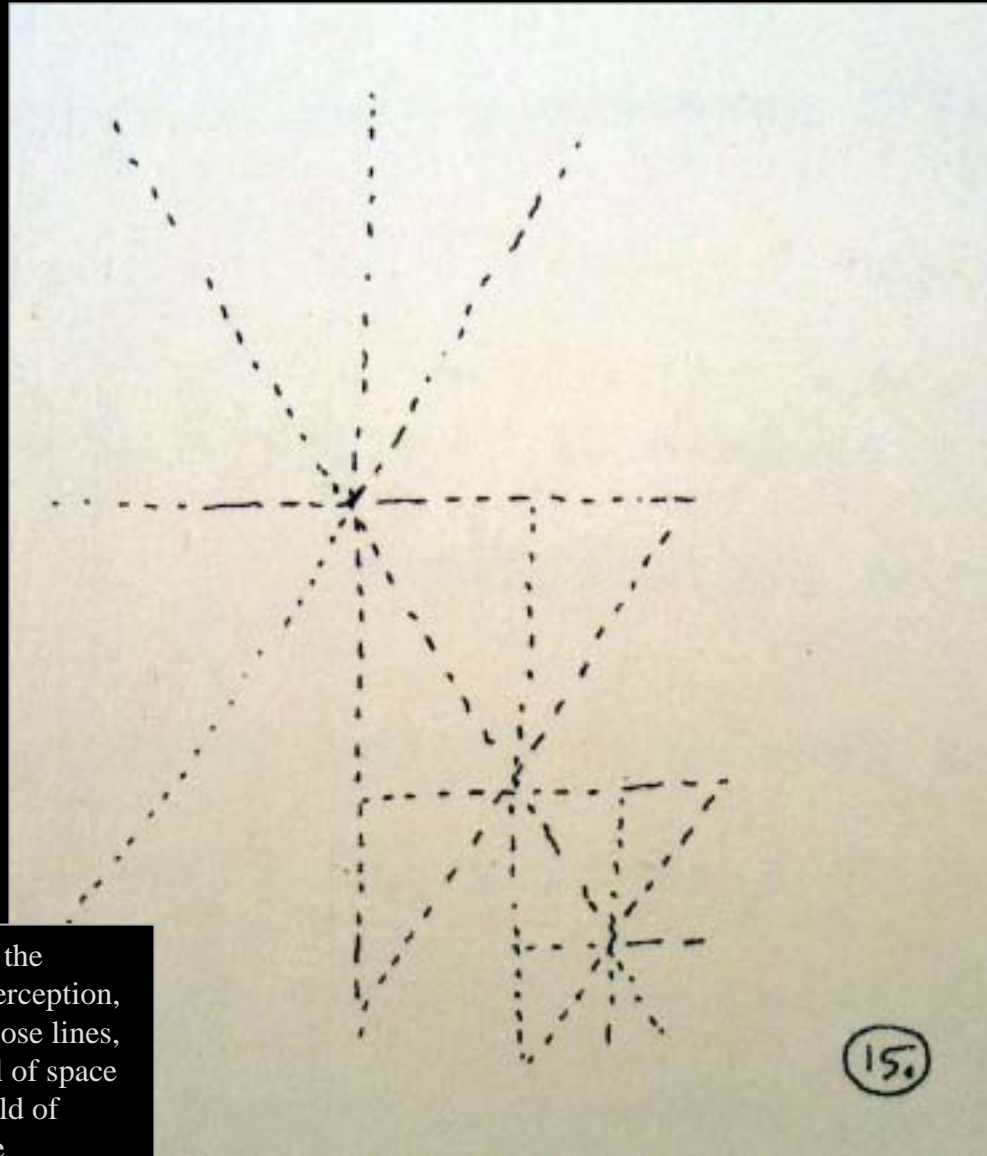 the
erception,
ose lines,
l of space
ld of
15.